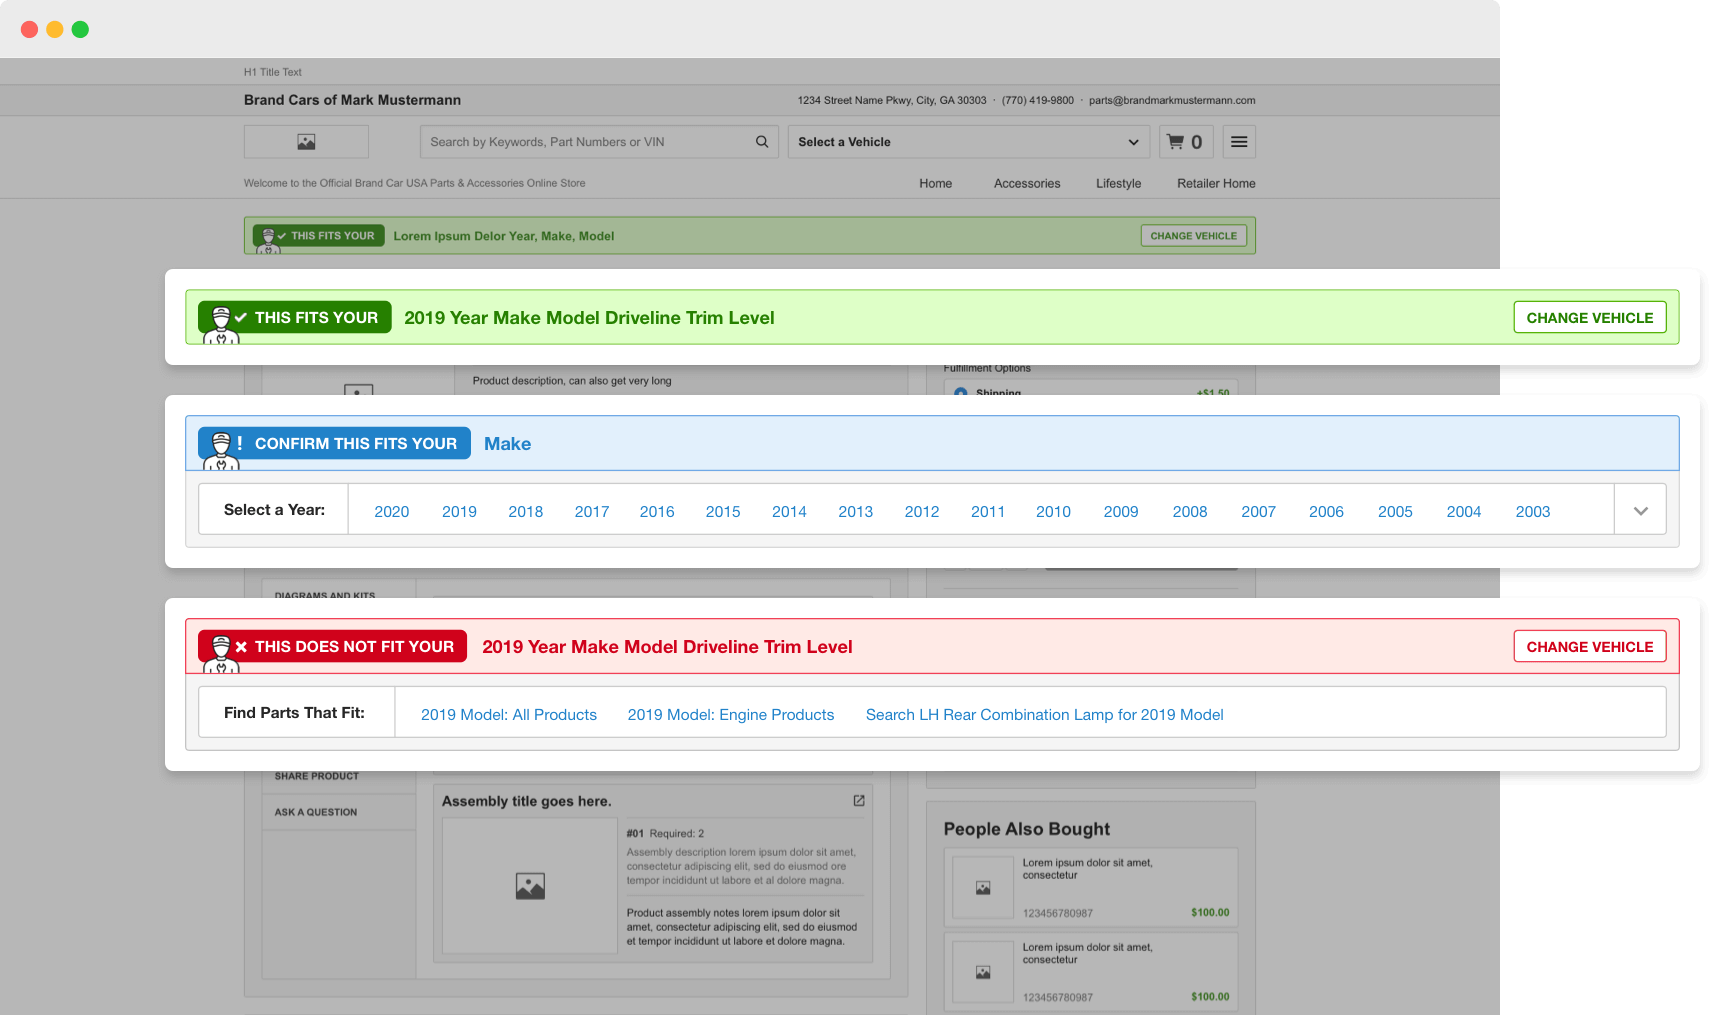 H1 Title Text
Brand Cars of Mark Mustermann
1234 Street Name Pkwy, City, GA 30303 · (770) 419-9800 · parts@brandmarkmustermann.com
Search by Keywords, Part Numbers or VIN
Select a Vehicle
0
Welcome to the Official Brand Car USA Parts & Accessories Online Store
Home Accessories Lifestyle Retailer Home
THIS FITS YOUR Lorem Ipsum Delor Year, Make, Model CHANGE VEHICLE
THIS FITS YOUR 2019 Year Make Model Driveline Trim Level CHANGE VEHICLE
Fulfillment Options
Product description, can also get very long
Shipping +$1.50
! CONFIRM THIS FITS YOUR Make
Select a Year: 2020 2019 2018 2017 2016 2015 2014 2013 2012 2011 2010 2009 2008 2007 2006 2005 2004 2003
DIAGRAMS AND KITS
THIS DOES NOT FIT YOUR 2019 Year Make Model Driveline Trim Level CHANGE VEHICLE
Find Parts That Fit: 2019 Model: All Products 2019 Model: Engine Products Search LH Rear Combination Lamp for 2019 Model
SHARE PRODUCT
ASK A QUESTION
Assembly title goes here.
#01 Required: 2
Assembly description lorem ipsum dolor sit amet,
consectetur adipiscing elit, sed do eiusmod ore
tempor incididunt ut labore et al dolore magna.
Product assembly notes lorem ipsum dolor sit
amet, consectetur adipiscing elit, sed do eiusmod
et tempor incididunt ut labore et dolore magna.
People Also Bought
Lorem ipsum dolor sit amet,
consectetur
123456780987 $100.00
Lorem ipsum dolor sit amet,
consectetur
123456780987 $100.00